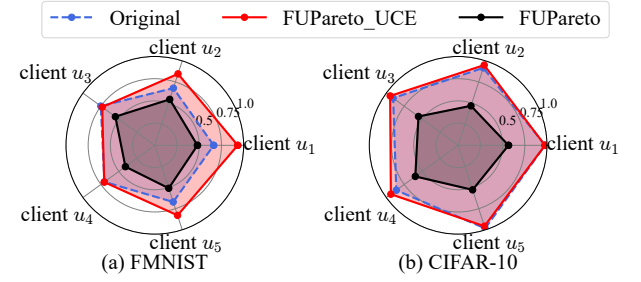 Original FUPareto_UCE FUPareto
client u₂
client u₃
1.0
0.75
0.5
client u₁
client u₄
client u₅
(a) FMNIST
client u₂
client u₃
1.0
0.75
0.5
client u₁
client u₄
client u₅
(b) CIFAR-10